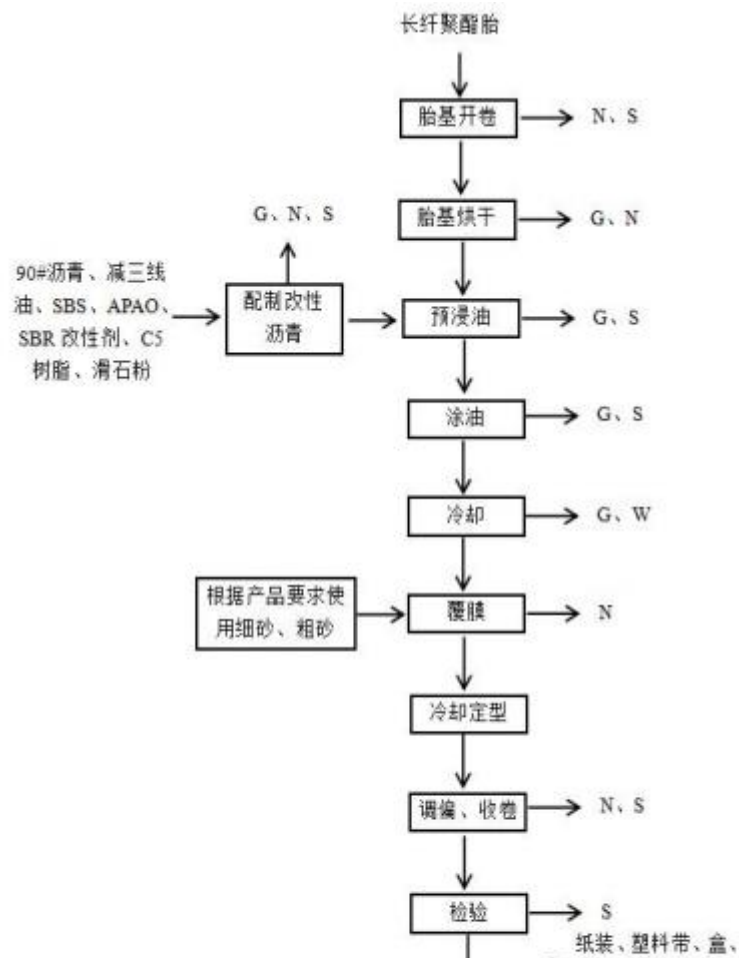 长纤聚酯胎
胎基开卷
N、S
胎基烘干
G、N
G、N、S
90#沥青、减三线
油、SBS、APAO、
SBR 改性剂、C5
树脂、滑石粉
配制改性
沥青
预浸油
G、S
涂油
G、S
冷却
G、W
根据产品要求使
用细砂、粗砂
覆膜
N
冷却定型
调偏、收卷
N、S
检验
S
纸装、塑料带、盒、